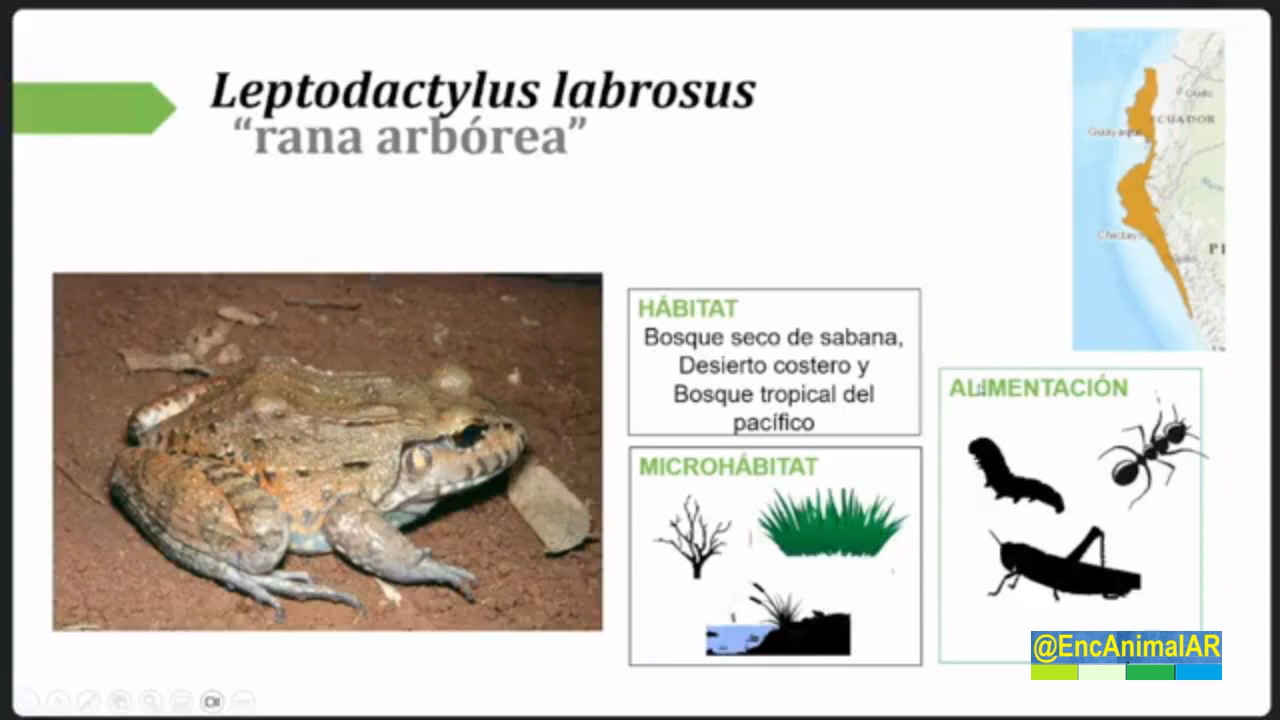 Leptodactylus labrosus
“rana arbórea”
Quito
ECUADOR
Guayaquil
Chiclayo
HÁBITAT
Bosque seco de sabana,
Desierto costero y
Bosque tropical del
pacífico
ALIMENTACIÓN
MICROHÁBITAT
@EncAnimalAR